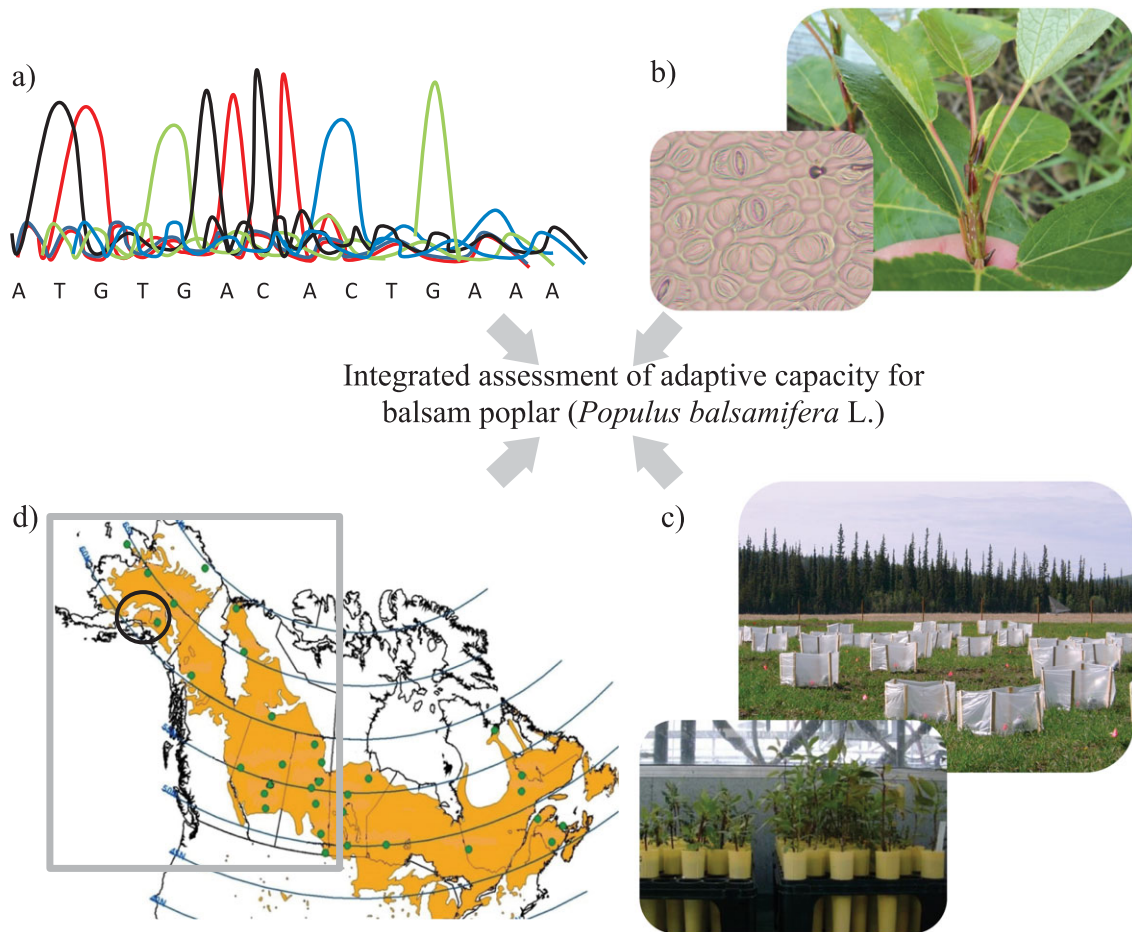 a)
b)
A T G T G A C A C T G A A A
Integrated assessment of adaptive capacity for
balsam poplar (Populus balsamifera L.)
d)
c)